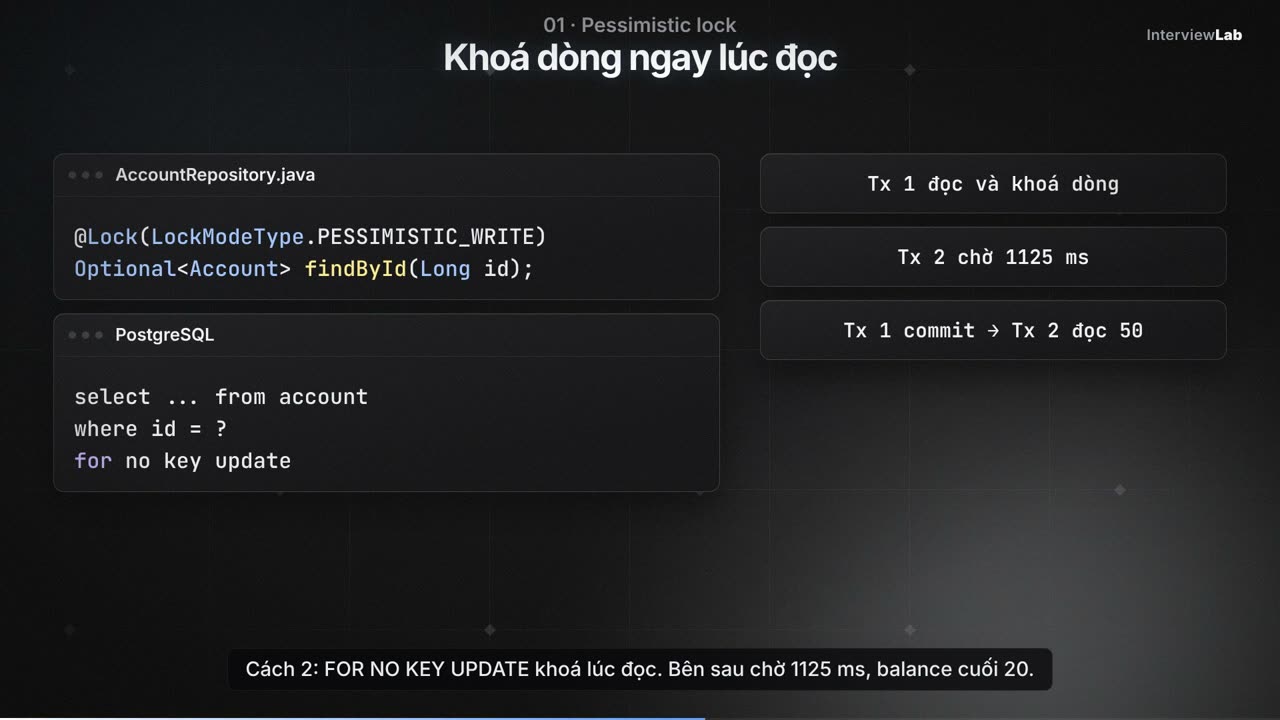 01 · Pessimistic lock
Khoá dòng ngay lúc đọc
InterviewLab
AccountRepository.java
@Lock(LockModeType.PESSIMISTIC_WRITE)
Optional<Account> findById(Long id);
PostgreSQL
select ... from account
where id = ?
for no key update
Tx 1 đọc và khoá dòng
Tx 2 chờ 1125 ms
Tx 1 commit → Tx 2 đọc 50
Cách 2: FOR NO KEY UPDATE khoá lúc đọc. Bên sau chờ 1125 ms, balance cuối 20.